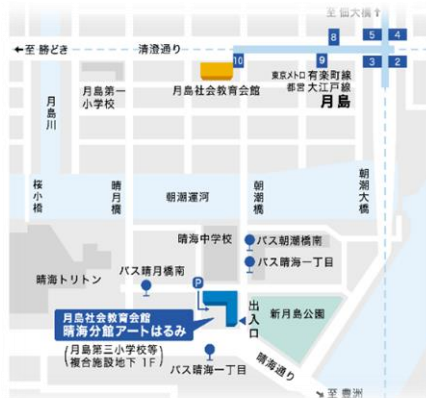 至 佃大橋↑
8
5 4
←至 勝どき
清澄通り
10
9
3 2
月島第一
小学校
月島社会教育会館
東京メトロ 有楽町線
都営 大江戸線
月島
月島川
桜小橋
晴月橋
朝潮運河
朝潮橋
朝潮大橋
晴海中学校
バス朝潮橋南
バス晴海一丁目
晴海トリトン
バス晴月橋南
P
出入口
新月島公園
月島社会教育会館
晴海分館アートはるみ
(月島第三小学校等
複合施設地下 1F)
バス晴海一丁目
晴海通り
↘至 豊洲